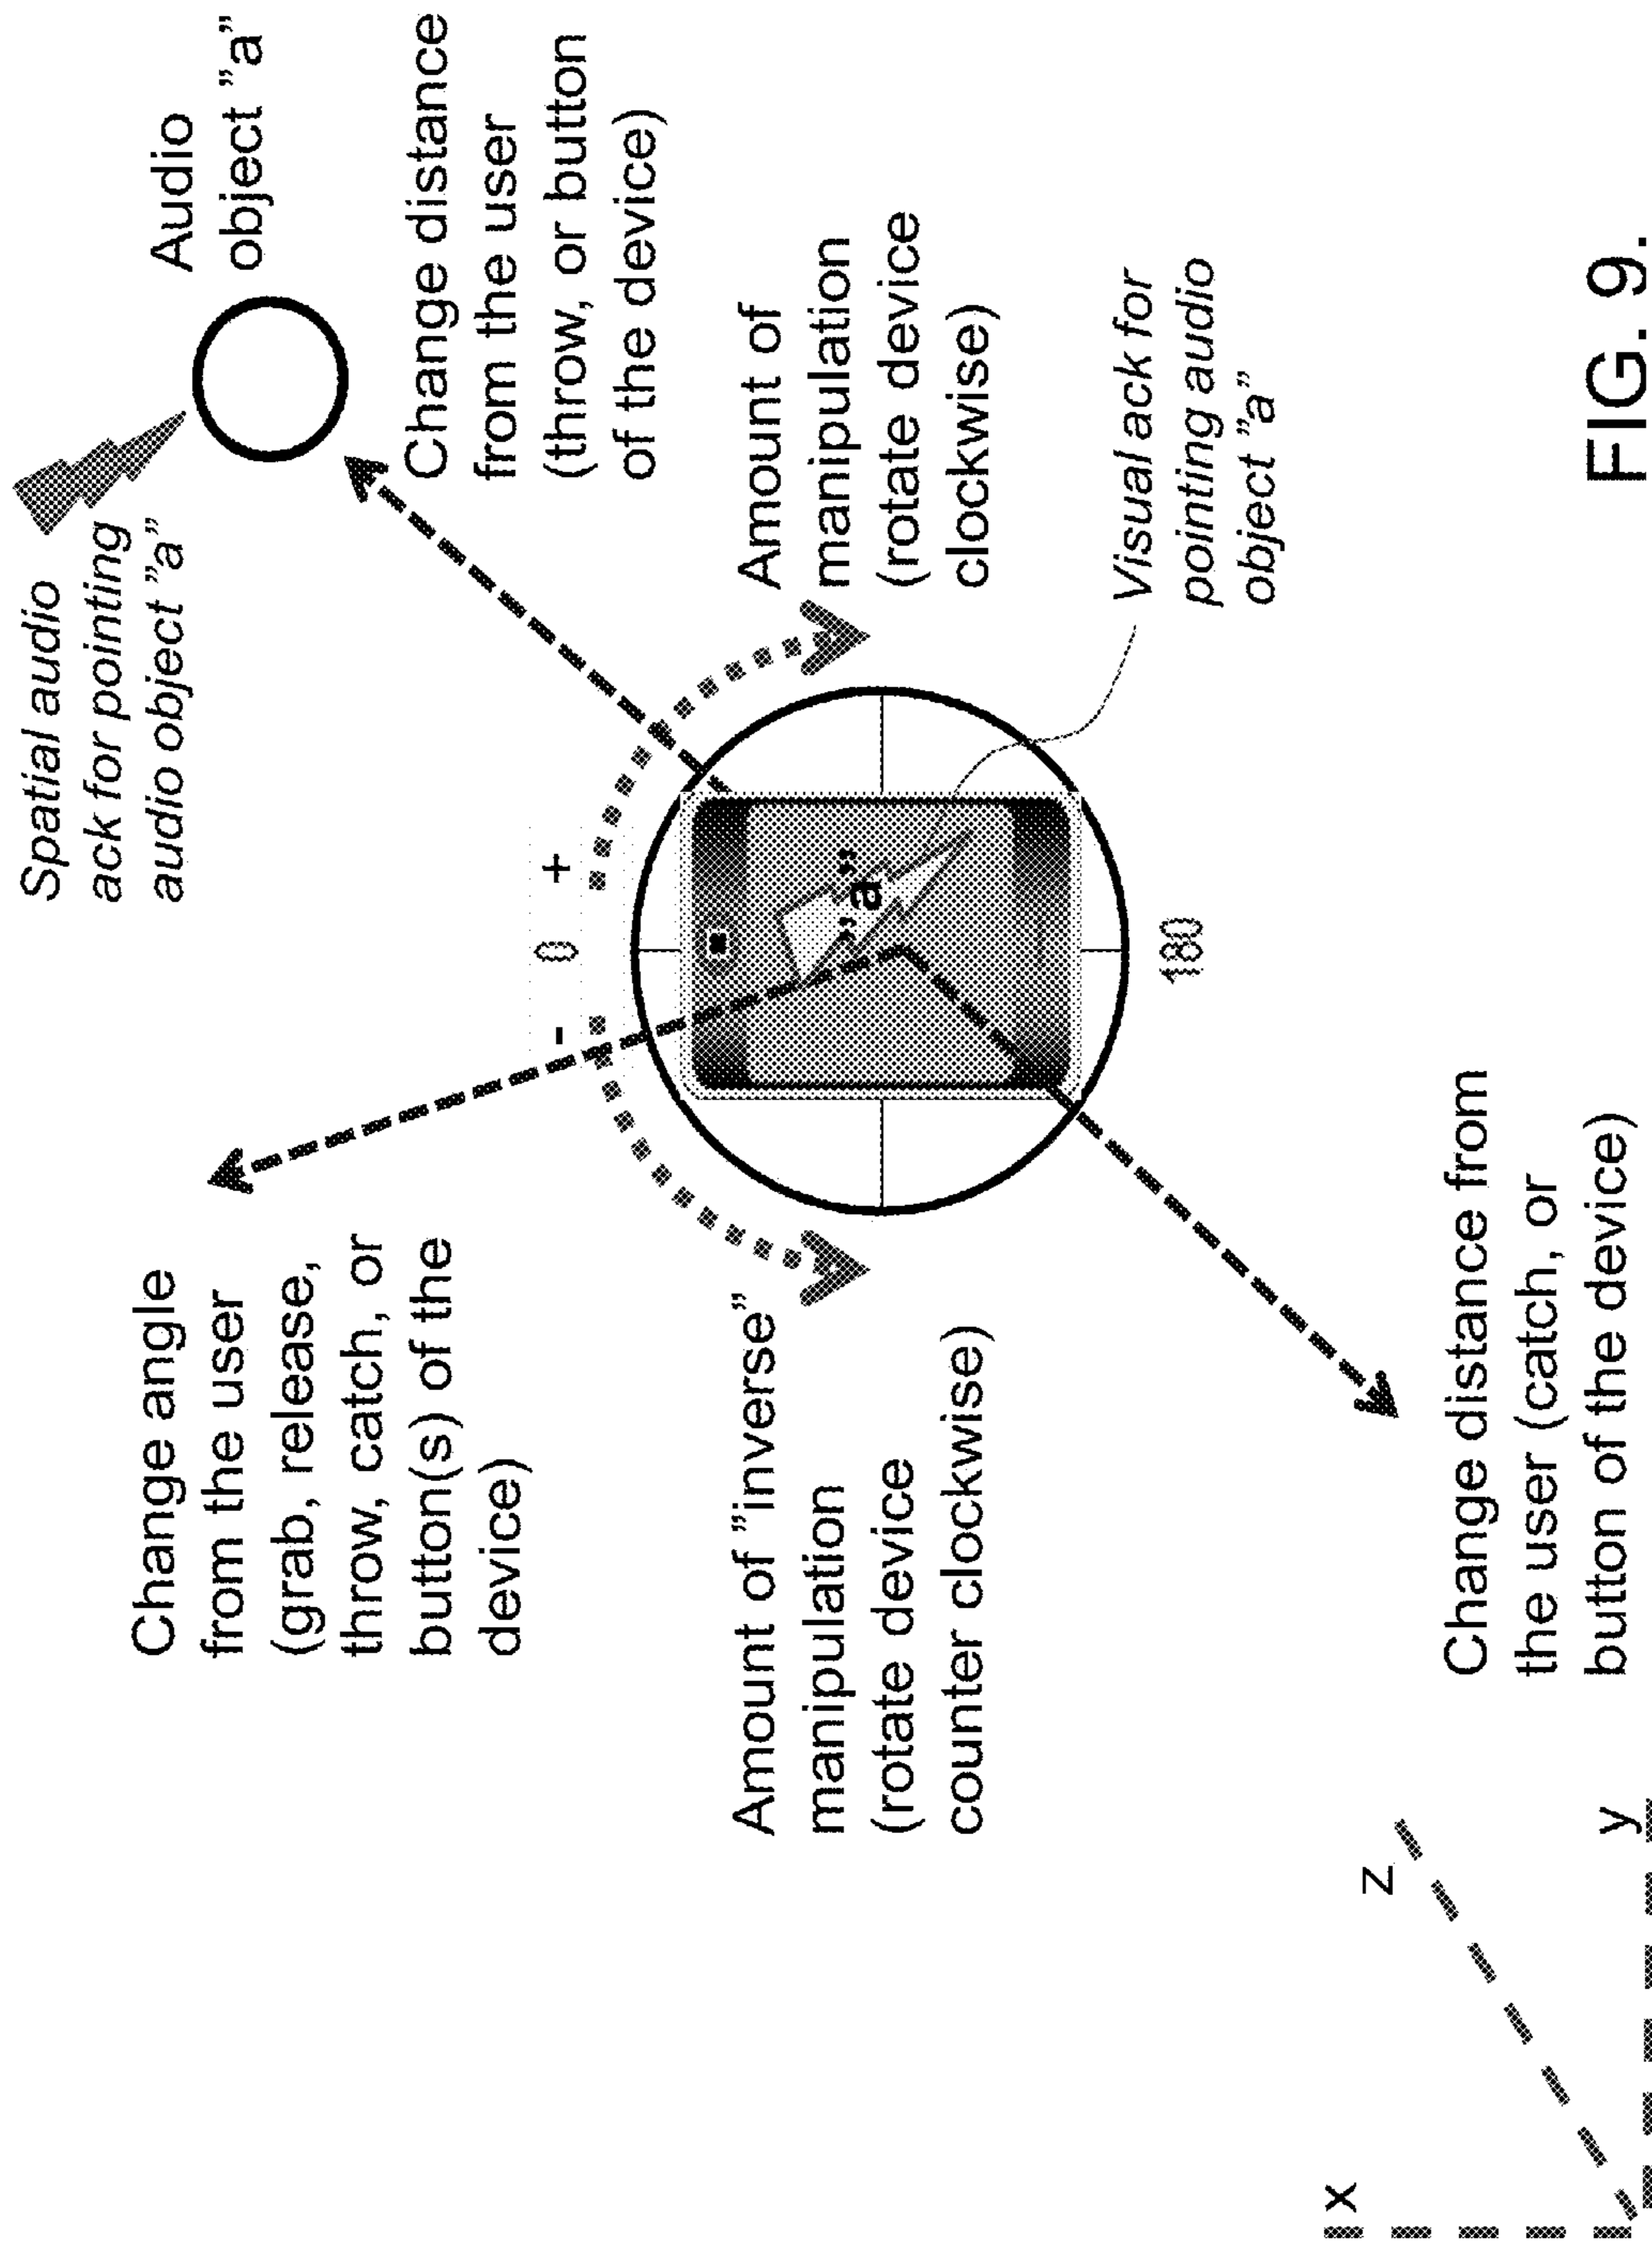 Spatial audio
ack for pointing
audio object "a"
Audio
object "a"
Change angle
from the user
(grab, release,
throw, catch, or
button(s) of the
device)
Change distance
from the user
(throw, or button
of the device)
- 0 +
Amount of "inverse"
manipulation
(rotate device
counter clockwise)
Amount of
manipulation
(rotate device
clockwise)
"a"
Visual ack for
pointing audio
object "a"
180
Change distance from
the user (catch, or
button of the device)
x
z
y
FIG. 9.